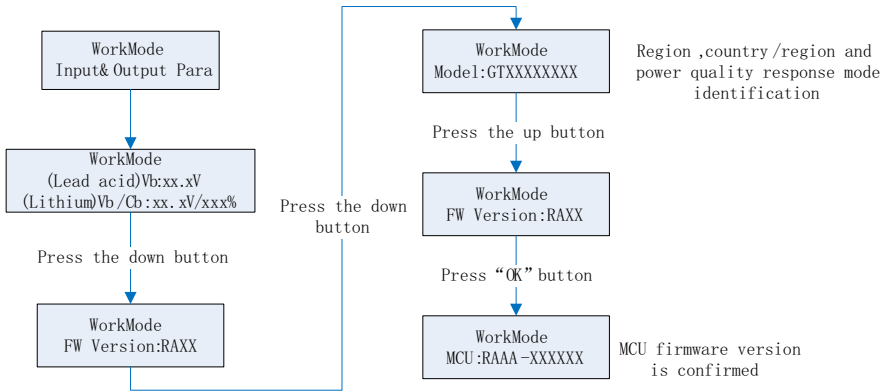 WorkMode
Input& Output Para
WorkMode
(Lead acid)Vb:xx.xV
(Lithium)Vb/Cb:xx.xV/xxx%
Press the down button
WorkMode
FW Version:RAXX
Press the down
button
WorkMode
Model:GTXXXXXXXX
Region ,country/region and
power quality response mode
identification
Press the up button
WorkMode
FW Version:RAXX
Press “OK” button
WorkMode
MCU:RAAA-XXXXXX
MCU firmware version
is confirmed